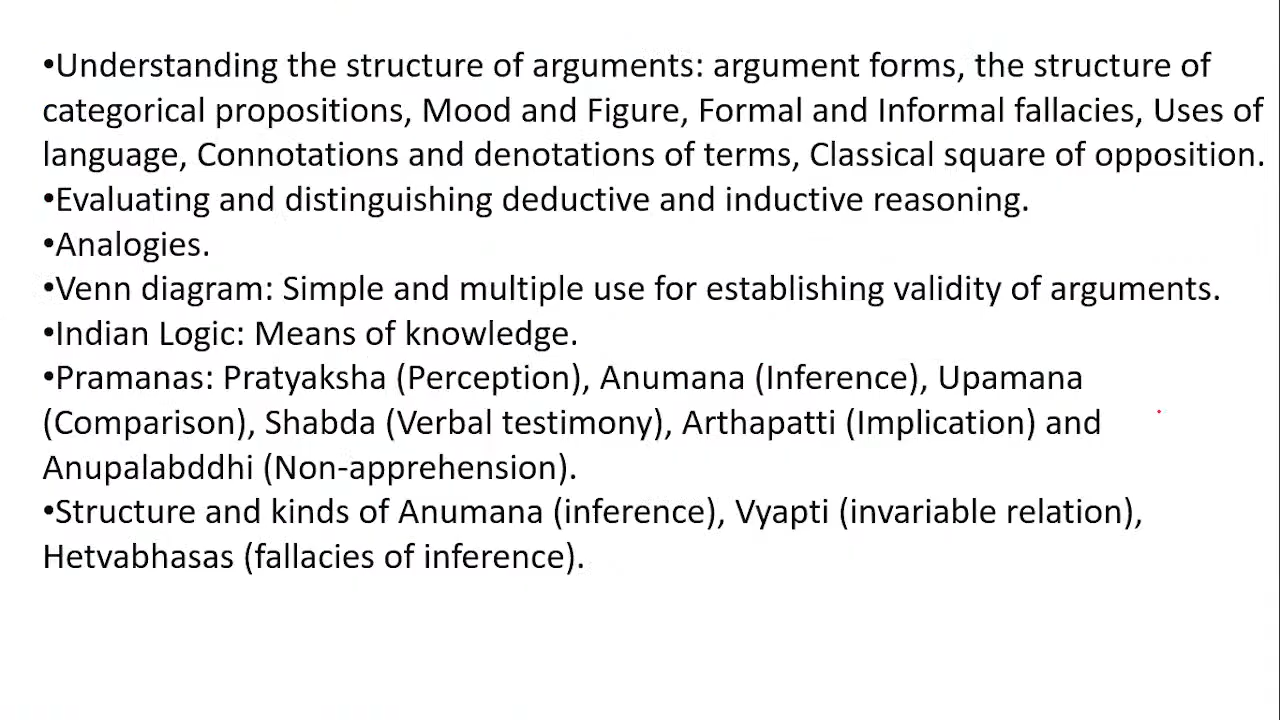 •Understanding the structure of arguments: argument forms, the structure of
categorical propositions, Mood and Figure, Formal and Informal fallacies, Uses of
language, Connotations and denotations of terms, Classical square of opposition.
•Evaluating and distinguishing deductive and inductive reasoning.
•Analogies.
•Venn diagram: Simple and multiple use for establishing validity of arguments.
•Indian Logic: Means of knowledge.
•Pramanas: Pratyaksha (Perception), Anumana (Inference), Upamana
(Comparison), Shabda (Verbal testimony), Arthapatti (Implication) and
Anupalabddhi (Non-apprehension).
•Structure and kinds of Anumana (inference), Vyapti (invariable relation),
Hetvabhasas (fallacies of inference).